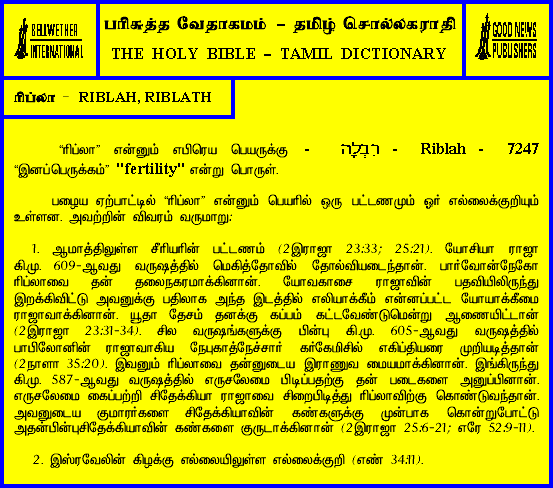 BELLWETHER
INTERNATIONAL
பரிசுத்த வேதாகமம் – தமிழ் சொல்லகராதி
THE HOLY BIBLE – TAMIL DICTIONARY
GOOD NEWS
PUBLISHERS
ரிப்லா – RIBLAH, RIBLATH
“ரிப்லா” என்னும் எபிரெய பெயருக்கு - רִבְלָה - Riblah - 7247
“இனப்பெருக்கம்” "fertility" என்று பொருள்.
பழைய ஏற்பாட்டில் “ரிப்லா” என்னும் பெயரில் ஒரு பட்டணமும் ஓர் எல்லைக்குறியும்
உள்ளன. அவற்றின் விவரம் வருமாறு:
1. ஆமாத்திலுள்ள சீரியரின் பட்டணம் (2இராஜா 23:33; 25:21). யோசியா ராஜா
கி.மு. 609-ஆவது வருஷத்தில் மெகித்தோவில் தோல்வியடைந்தான். பார்வோன்நேகோ
ரிப்லாவை தன் தலைநகரமாக்கினான். யோவகாசை ராஜாவின் பதவியிலிருந்து
இறக்கிவிட்டு அவனுக்கு பதிலாக அந்த இடத்தில் எலியாக்கீம் என்னப்பட்ட யோயாக்கீமை
ராஜாவாக்கினான். யூதா தேசம் தனக்கு கப்பம் கட்டவேண்டுமென்று ஆணையிட்டான்
(2இராஜா 23:31-34). சில வருஷங்களுக்கு பின்பு கி.மு. 605-ஆவது வருஷத்தில்
பாபிலோனின் ராஜாவாகிய நேபுகாத்நேச்சார் கர்கேமிசில் எகிப்தியரை முறியடித்தான்
(2நாளா 35:20). இவனும் ரிப்லாவை தன்னுடைய இராணுவ மையமாக்கினான். இங்கிருந்து
கி.மு. 587-ஆவது வருஷத்தில் எருசலேமை பிடிப்பதற்கு தன் படைகளை அனுப்பினான்.
எருசலேமை கைப்பற்றி சிதேக்கியா ராஜாவை சிறைபிடித்து ரிப்லாவிற்கு கொண்டுவந்தான்.
அவனுடைய குமாரர்களை சிதேக்கியாவின் கண்களுக்கு முன்பாக கொன்றுபோட்டு
அதன்பின்புசிதேக்கியாவின் கண்களை குருடாக்கினான் (2இராஜா 25:6-21; எரே 52:9-11).
2. இஸ்ரவேலின் கிழக்கு எல்லையிலுள்ள எல்லைக்குறி (எண் 34:11).